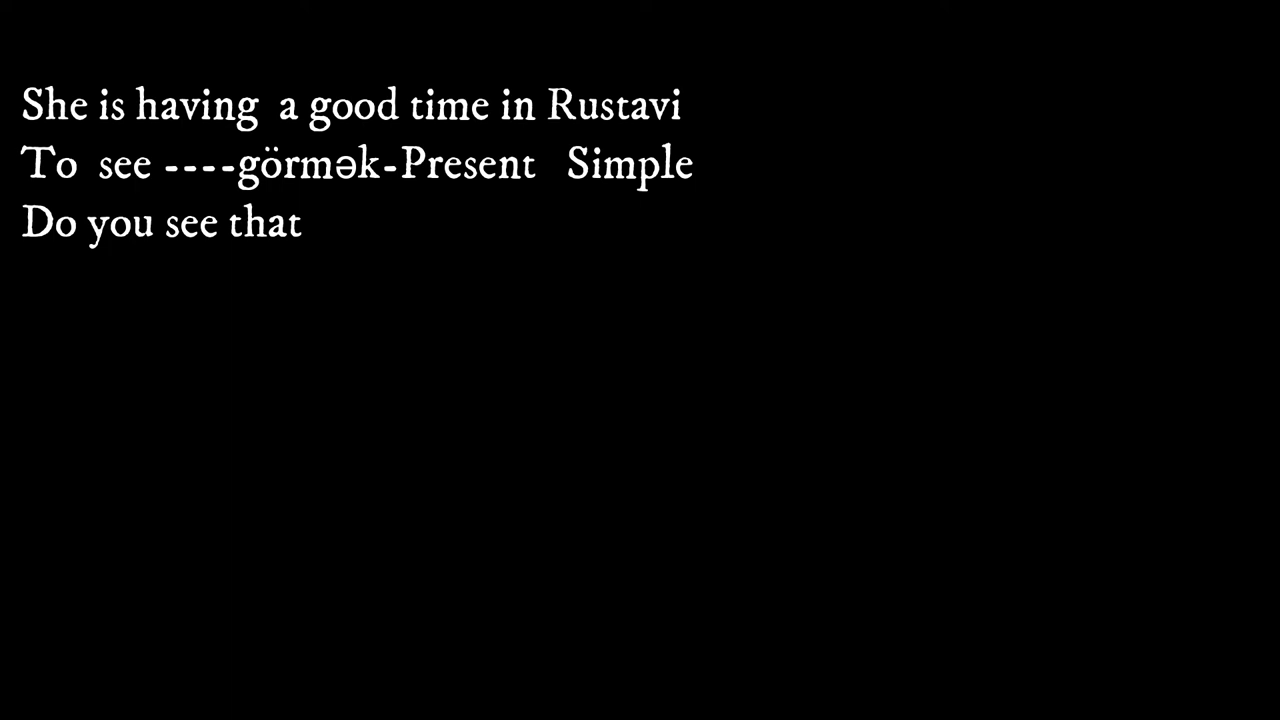 She is having  a good time in Rustavi
To  see ----görmək-Present   Simple
Do you see that